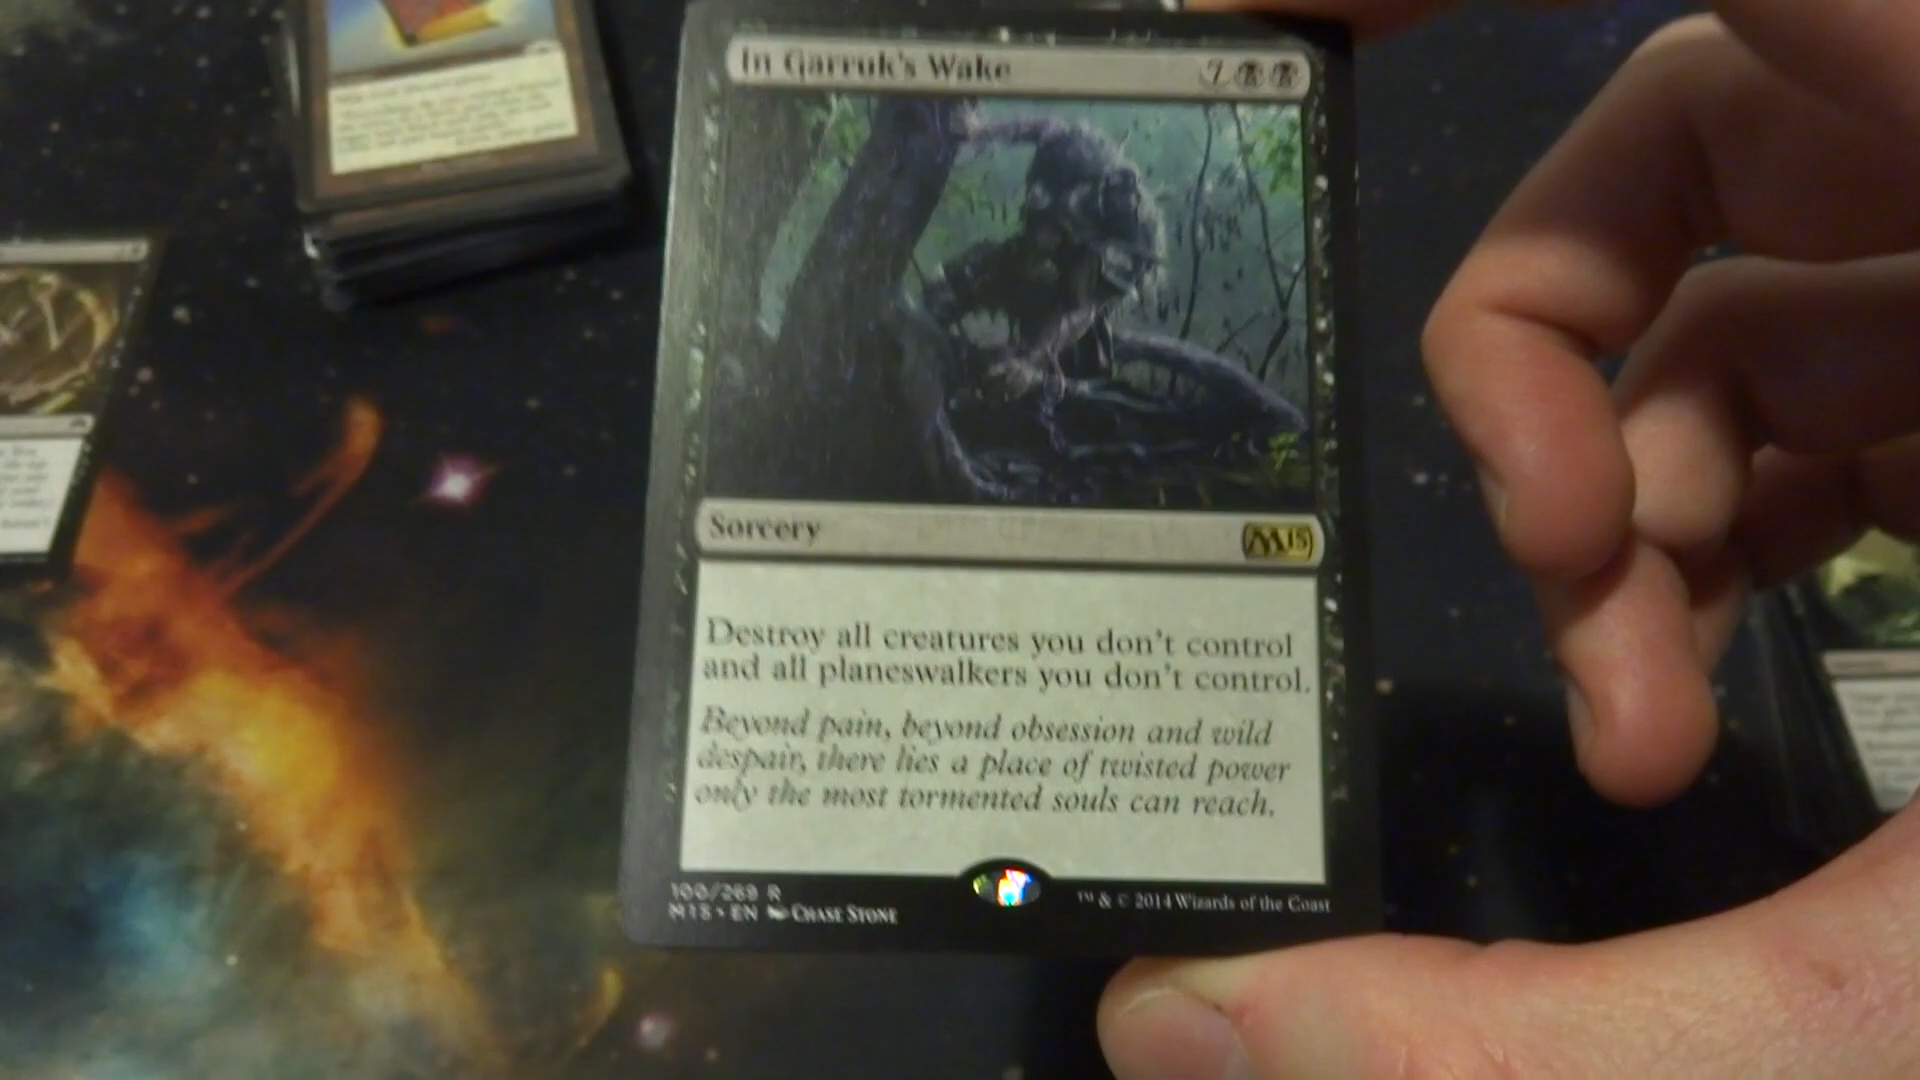 In Garruk's Wake 7
Sorcery M15
Destroy all creatures you don't control
and all planeswalkers you don't control.
Beyond pain, beyond obsession and wild
despair, there lies a place of twisted power
only the most tormented souls can reach.
100/269 R
M15 • EN CHASE STONE
™ & © 2014 Wizards of the Coast